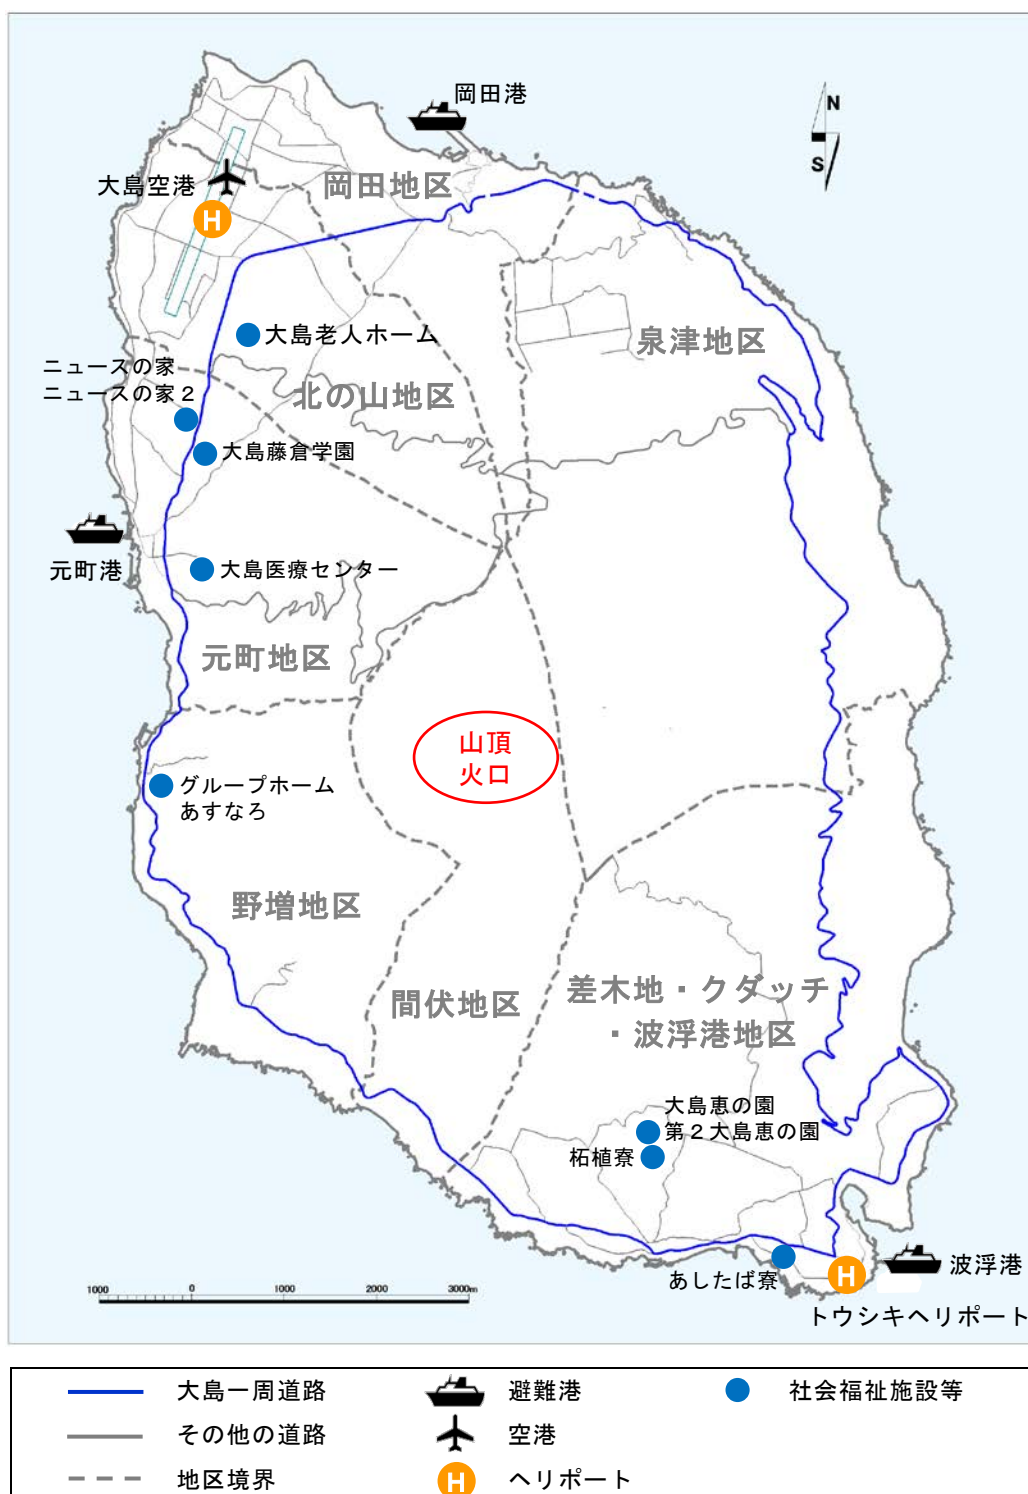 岡田港
N
S
大島空港
H
岡田地区
大島老人ホーム
泉津地区
ニュースの家
ニュースの家２
北の山地区
大島藤倉学園
元町港
大島医療センター
元町地区
山頂
火口
グループホーム
あすなろ
野増地区
間伏地区
差木地・クダッチ
・波浮港地区
大島恵の園
第２大島恵の園
柘植寮
あしたば寮
H
波浮港
トウシキヘリポート
1000 0 1000 2000 3000m
大島一周道路
避難港
社会福祉施設等
その他の道路
空港
地区境界
H
ヘリポート